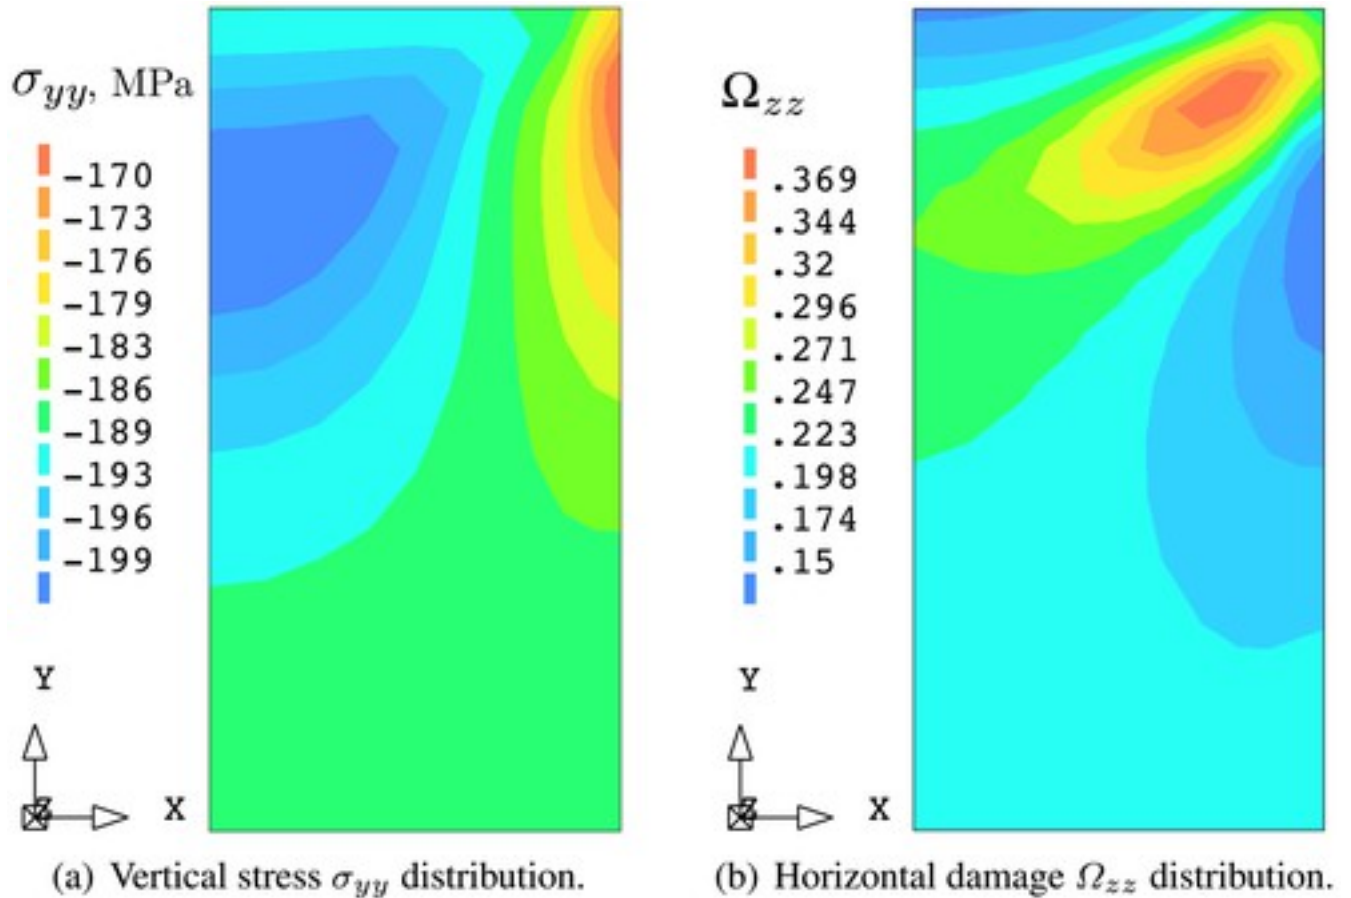 σyy, MPa
-170
-173
-176
-179
-183
-186
-189
-193
-196
-199
Y
Z X
(a) Vertical stress σyy distribution.
Ωzz
.369
.344
.32
.296
.271
.247
.223
.198
.174
.15
Y
Z X
(b) Horizontal damage Ωzz distribution.